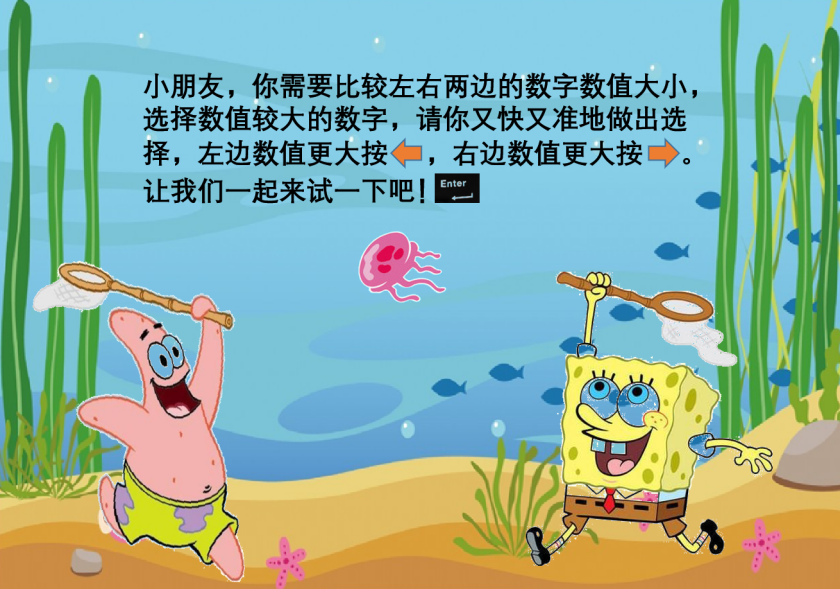 小朋友，你需要比较左右两边的数字数值大小，
选择数值较大的数字，请你又快又准地做出选
择，左边数值更大按，右边数值更大按。
让我们一起来试一下吧！Enter